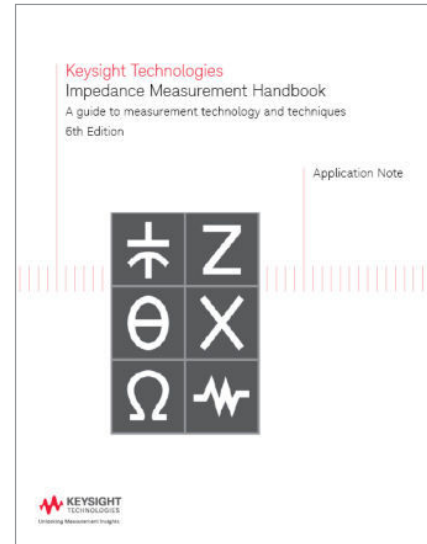 Keysight Technologies
Impedance Measurement Handbook
A guide to measurement technology and techniques
6th Edition
Application Note
Z
θ X
Ω
KEYSIGHT
TECHNOLOGIES
Unlocking Measurement Insights